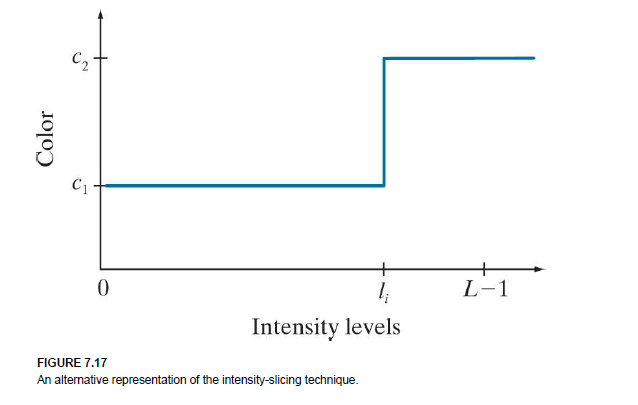 c₂
Color
c₁
0
lᵢ
L−1
Intensity levels
FIGURE 7.17
An alternative representation of the intensity-slicing technique.